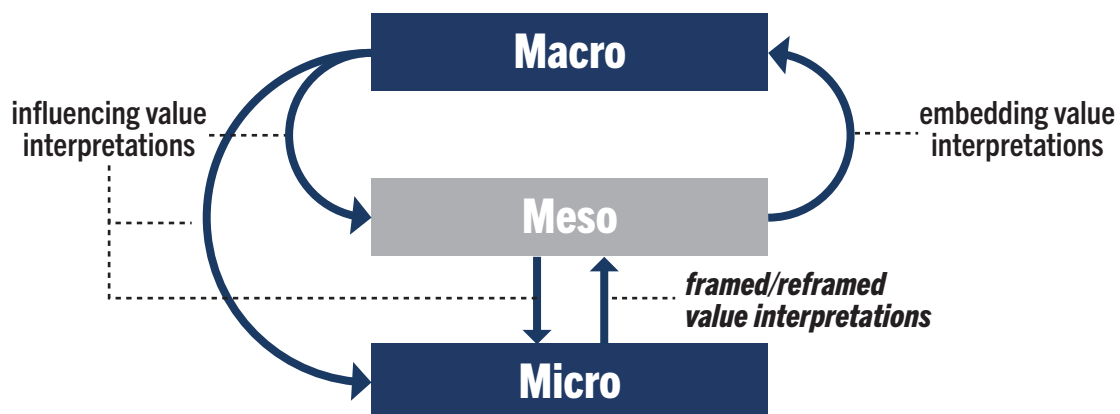 Macro
influencing value
interpretations
embedding value
interpretations
Meso
framed/reframed
value interpretations
Micro